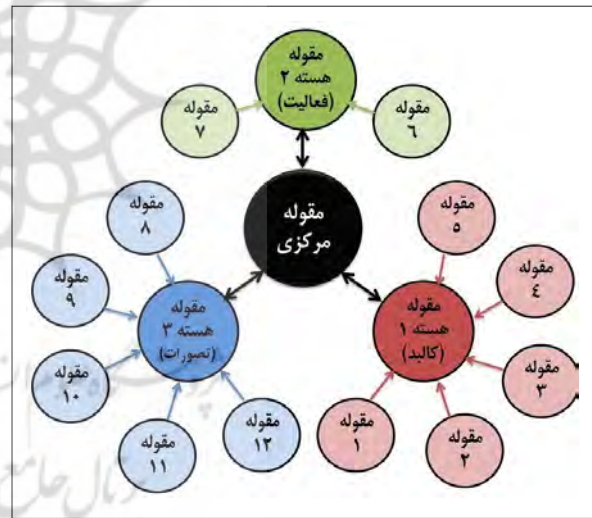 مقوله
هسته ۲
(فعالیت)
مقوله
۷
مقوله
٦
مقوله
مرکزی
مقوله
۸
مقوله
۹
مقوله
۱۰
مقوله
۱۱
مقوله
۱۲
مقوله
هسته ۳
(تصورات)
مقوله
۵
مقوله
٤
مقوله
۳
مقوله
۲
مقوله
۱
مقوله
هسته ۱
(کالبد)